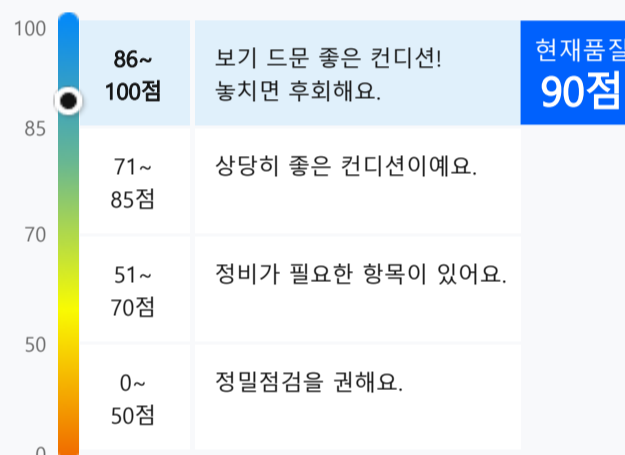 100
86~
100점
보기 드문 좋은 컨디션!
놓치면 후회해요.
현재품질
90점
85
71~
85점
상당히 좋은 컨디션이예요.
70
51~
70점
정비가 필요한 항목이 있어요.
50
0~
50점
정밀점검을 권해요.
0